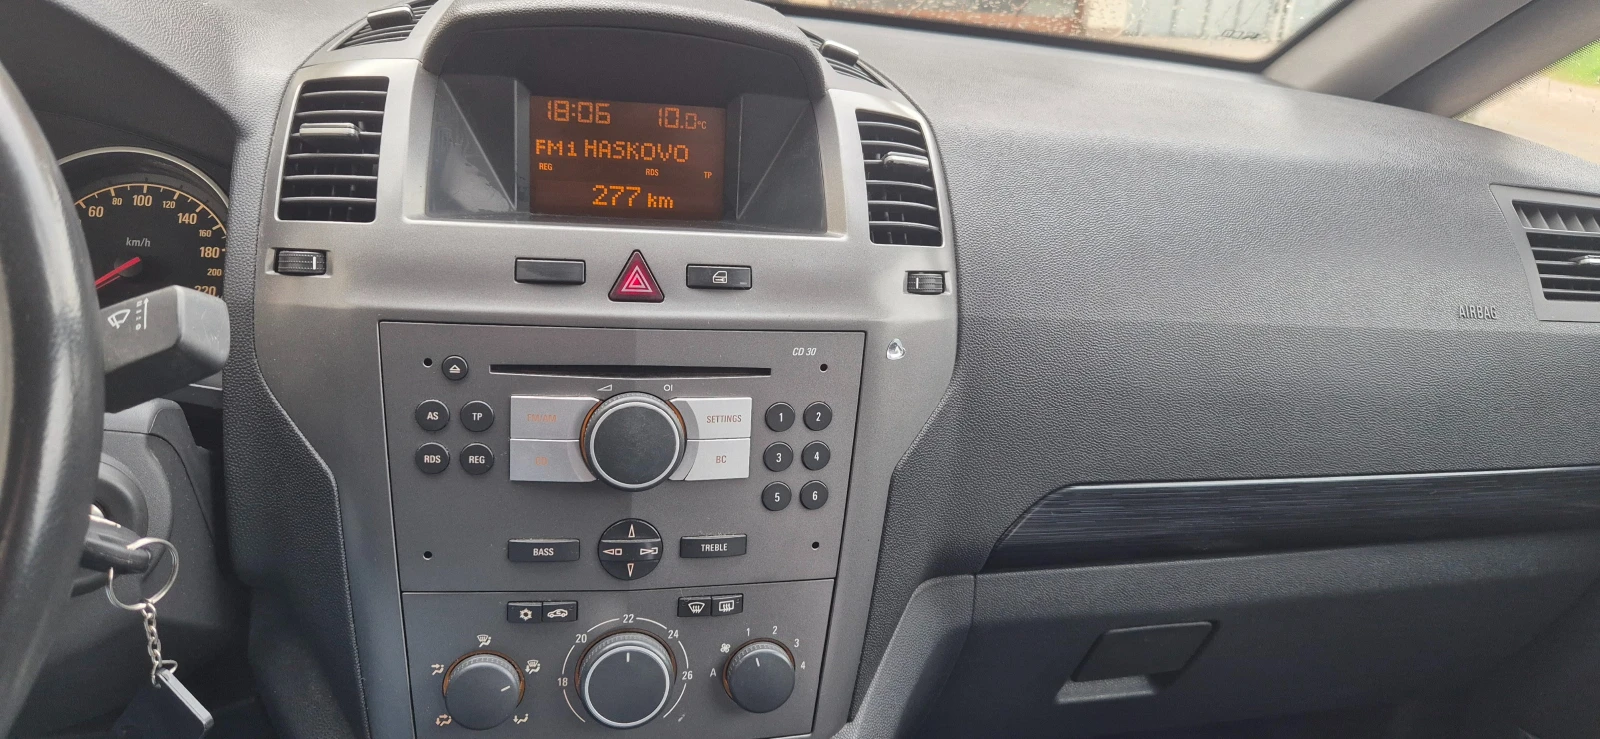 18:06 10.0°C
FM1 HASKOVO
REG RDS TP
277 km
60 80 100 120 140 160 180 200 220
km/h
AIRBAG
CD 30
AS TP
RDS REG
FM/AM SETTINGS
CD BC
1 2
3 4
5 6
BASS TREBLE
18 20 22 24 26
A 1 2 3 4